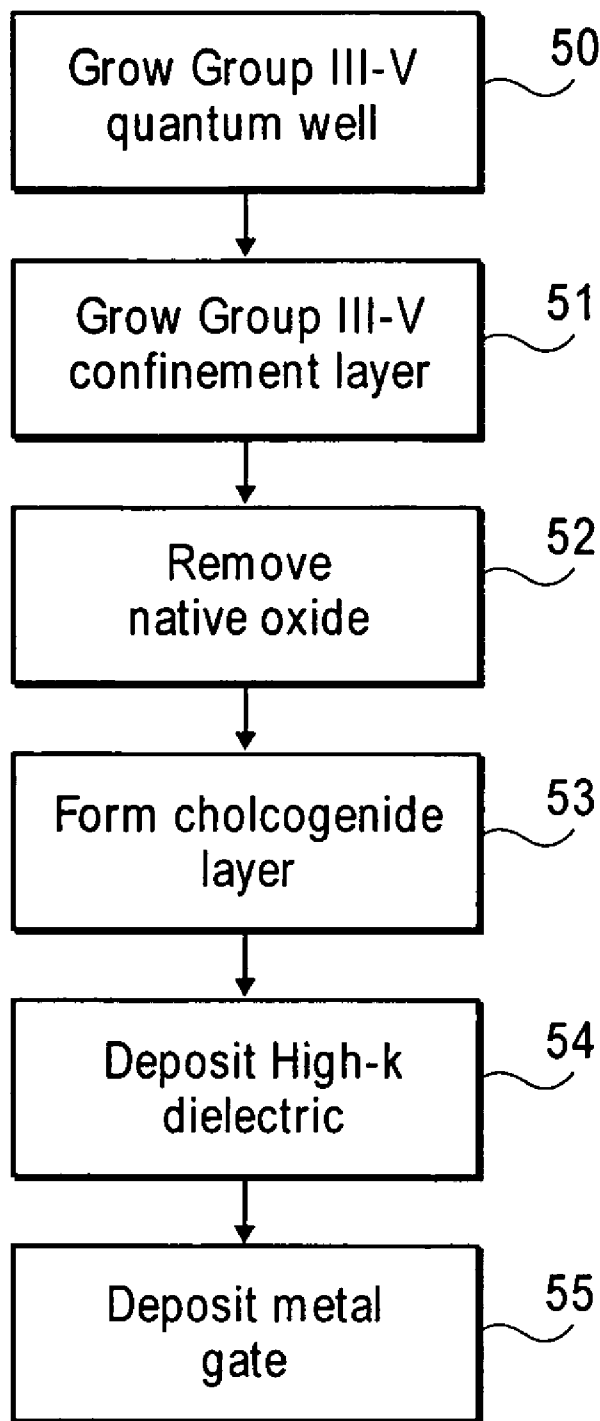 Grow Group III-V
quantum well
50
Grow Group III-V
confinement layer
51
Remove
native oxide
52
Form cholcogenide
layer
53
Deposit High-k
dielectric
54
Deposit metal
gate
55